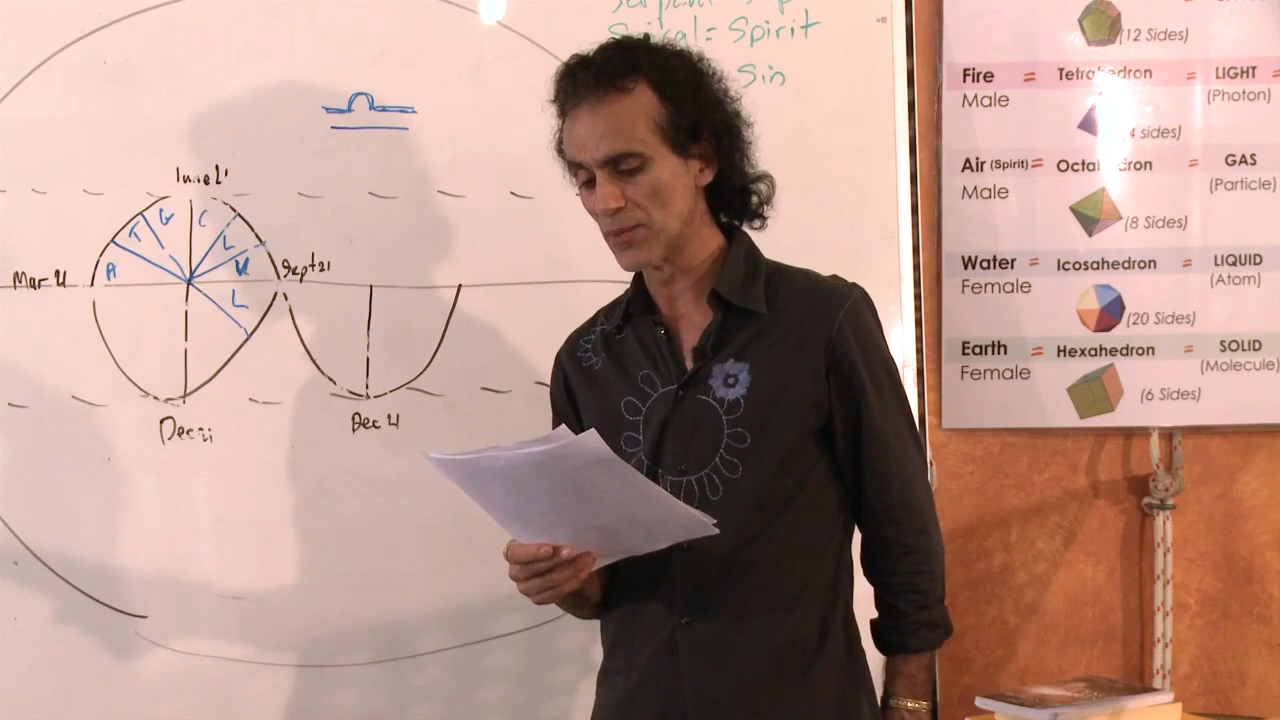 Spiral = Spirit
Sin
June 21
T
G
C
A
L
V
L
Mar 21
Sept 21
Dec 21
Dec 21
(12 Sides)
Fire = Tetrahedron = LIGHT =
Male (Photon)
(4 sides)
Air (Spirit) = Octahedron = GAS
Male (Particle)
(8 Sides)
Water = Icosahedron = LIQUID
Female (Atom)
(20 Sides)
Earth = Hexahedron = SOLID
Female (Molecule)
(6 Sides)